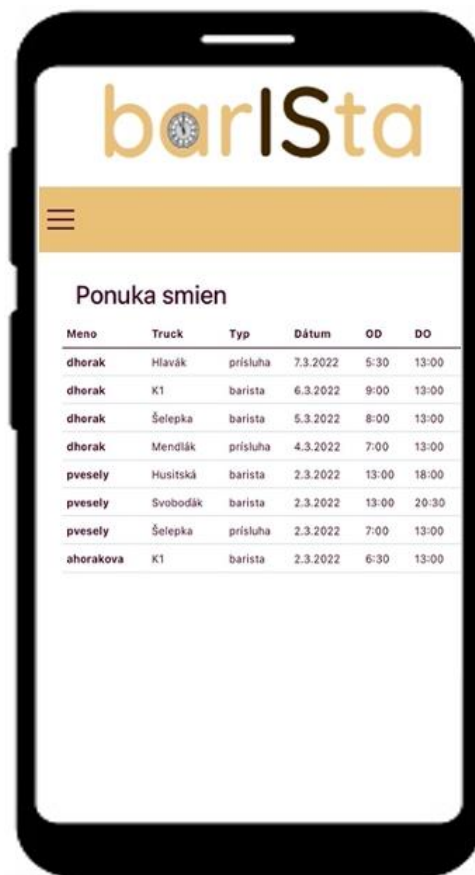 barISta
Ponuka smien
Meno Truck Typ Dátum OD DO
dhorak Hlavák prísluha 7.3.2022 5:30 13:00
dhorak K1 barista 6.3.2022 9:00 13:00
dhorak Šelepka barista 5.3.2022 8:00 13:00
dhorak Mendlák prísluha 4.3.2022 7:00 13:00
pvesely Husitská barista 2.3.2022 13:00 18:00
pvesely Svoboďák barista 2.3.2022 13:00 20:30
pvesely Šelepka prísluha 2.3.2022 7:00 13:00
ahorakova K1 barista 2.3.2022 6:30 13:00